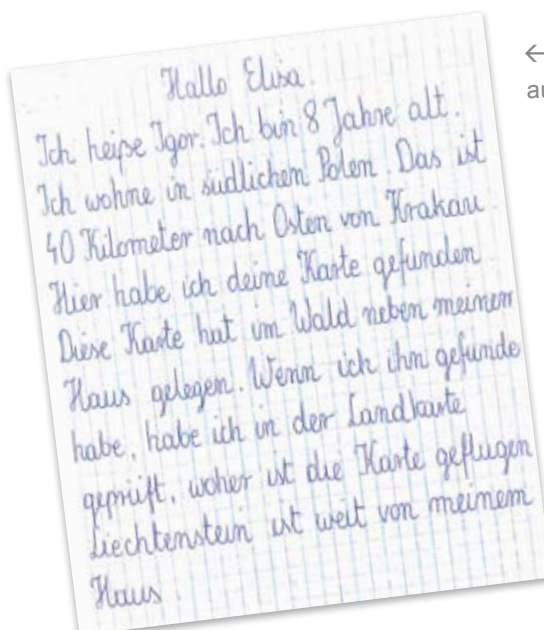 Hallo Elisa.
Ich heiße Igor. Ich bin 8 Jahre alt.
Ich wohne in südlichen Polen. Das ist
40 Kilometer nach Osten von Krakau.
Hier habe ich deine Karte gefunden.
Diese Karte hat im Wald neben meinem
Haus gelegen. Wenn ich ihn gefunde
habe, habe ich in der Landkarte
geprüft, woher ist die Karte geflugen
Liechtenstein ist weit von meinem
Haus.
←
au